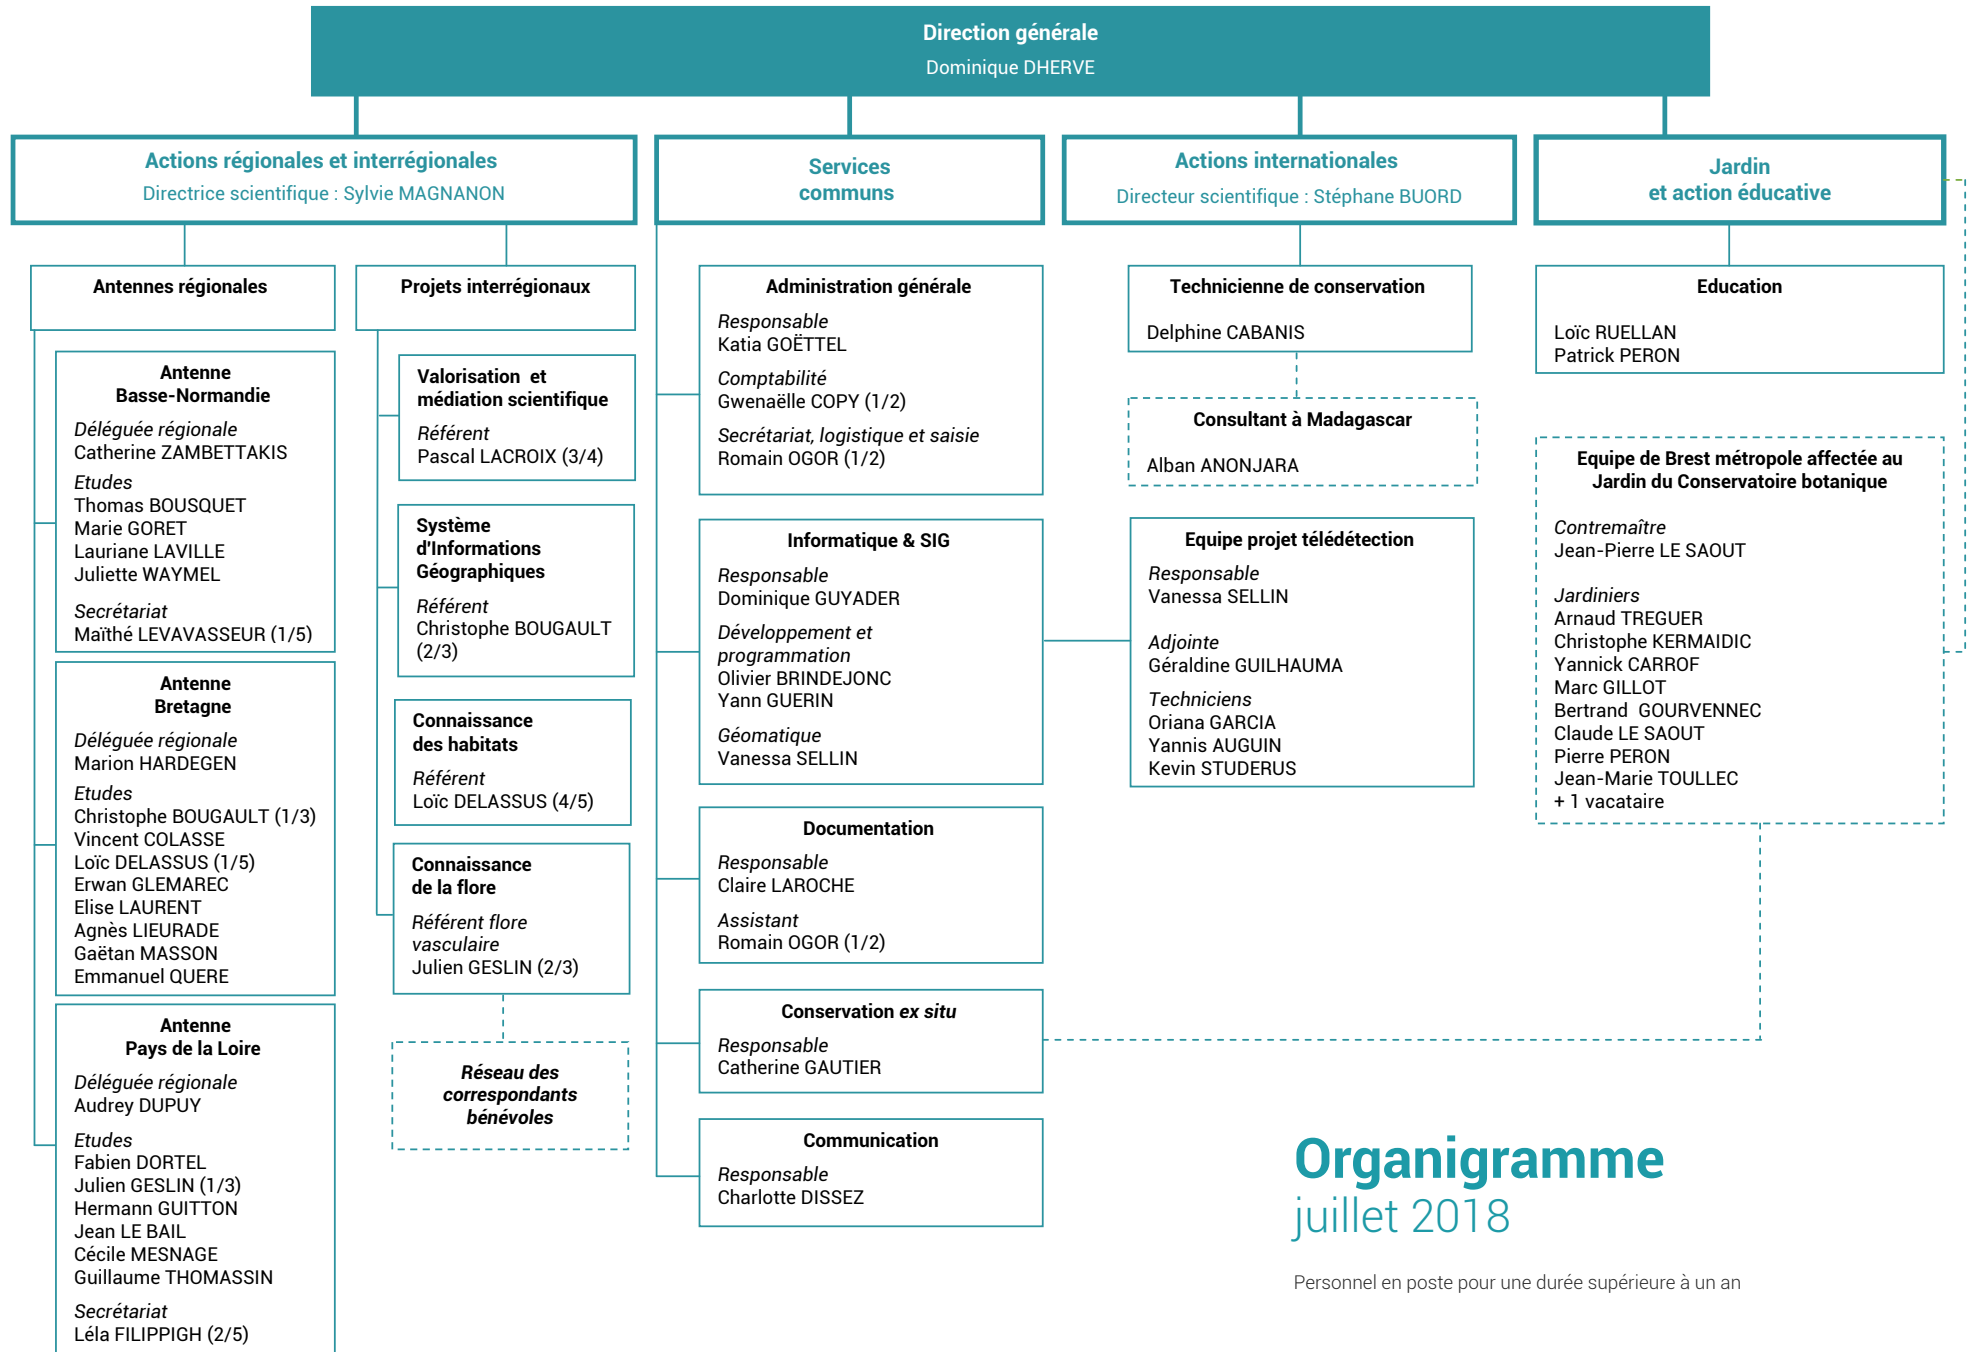 Direction générale
Dominique DHERVE
Actions régionales et interrégionales
Directrice scientifique : Sylvie MAGNANON
Services
communs
Actions internationales
Directeur scientifique : Stéphane BUORD
Jardin
et action éducative
Antennes régionales
Antenne
Basse-Normandie
Déléguée régionale
Catherine ZAMBETTAKIS
Etudes
Thomas BOUSQUET
Marie GORET
Lauriane LAVILLE
Juliette WAYMEL
Secrétariat
Maïthé LEVAVASSEUR (1/5)
Antenne
Bretagne
Déléguée régionale
Marion HARDEGEN
Etudes
Christophe BOUGAULT (1/3)
Vincent COLASSE
Loïc DELASSUS (1/5)
Erwan GLEMAREC
Elise LAURENT
Agnès LIEURADE
Gaëtan MASSON
Emmanuel QUERE
Antenne
Pays de la Loire
Déléguée régionale
Audrey DUPUY
Etudes
Fabien DORTEL
Julien GESLIN (1/3)
Hermann GUITTON
Jean LE BAIL
Cécile MESNAGE
Guillaume THOMASSIN
Secrétariat
Léla FILIPPIGH (2/5)
Projets interrégionaux
Valorisation et
médiation scientifique
Référent
Pascal LACROIX (3/4)
Système
d'Informations
Géographiques
Référent
Christophe BOUGAULT
(2/3)
Connaissance
des habitats
Référent
Loïc DELASSUS (4/5)
Connaissance
de la flore
Référent flore
vasculaire
Julien GESLIN (2/3)
Réseau des
correspondants
bénévoles
Administration générale
Responsable
Katia GOËTTEL
Comptabilité
Gwenaëlle COPY (1/2)
Secrétariat, logistique et saisie
Romain OGOR (1/2)
Informatique & SIG
Responsable
Dominique GUYADER
Développement et
programmation
Olivier BRINDEJONC
Yann GUERIN
Géomatique
Vanessa SELLIN
Documentation
Responsable
Claire LAROCHE
Assistant
Romain OGOR (1/2)
Conservation ex situ
Responsable
Catherine GAUTIER
Communication
Responsable
Charlotte DISSEZ
Technicienne de conservation
Delphine CABANIS
Consultant à Madagascar
Alban ANONJARA
Equipe projet télédétection
Responsable
Vanessa SELLIN
Adjointe
Géraldine GUILHAUMA
Techniciens
Oriana GARCIA
Yannis AUGUIN
Kevin STUDERUS
Education
Loïc RUELLAN
Patrick PERON
Equipe de Brest métropole affectée au
Jardin du Conservatoire botanique
Contremaître
Jean-Pierre LE SAOUT
Jardiniers
Arnaud TREGUER
Christophe KERMAIDIC
Yannick CARROF
Marc GILLOT
Bertrand GOURVENNEC
Claude LE SAOUT
Pierre PERON
Jean-Marie TOULLEC
+ 1 vacataire
Organigramme
juillet 2018
Personnel en poste pour une durée supérieure à un an